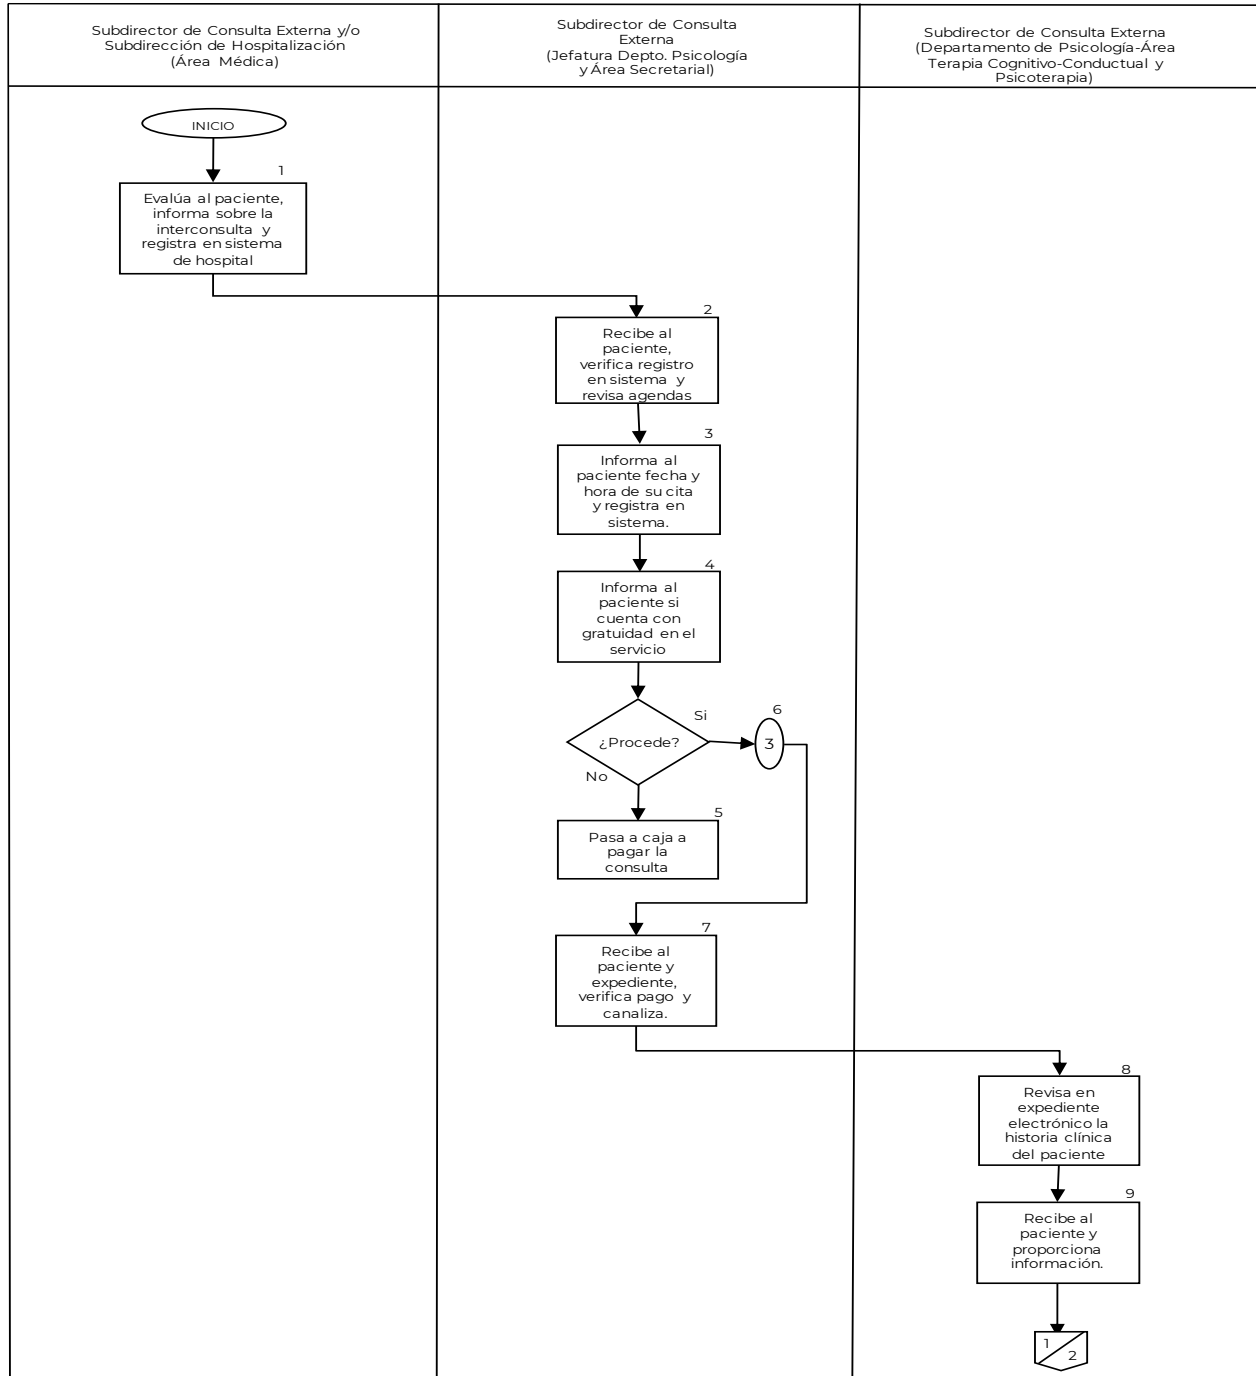 Subdirector de Consulta Externa y/o
Subdirección de Hospitalización
(Área Médica)
Subdirector de Consulta
Externa
(Jefatura Depto. Psicología
y Área Secretarial)
Subdirector de Consulta Externa
(Departamento de Psicología-Área
Terapia Cognitivo-Conductual y
Psicoterapia)
INICIO
1
Evalúa al paciente,
informa sobre la
interconsulta y
registra en sistema
de hospital
2
Recibe al
paciente,
verifica registro
en sistema y
revisa agendas
3
Informa al
paciente fecha y
hora de su cita
y registra en
sistema.
4
Informa al
paciente si
cuenta con
gratuidad en el
servicio
¿Procede?
Si
6
3
No
5
Pasa a caja a
pagar la
consulta
7
Recibe al
paciente y
expediente,
verifica pago y
canaliza.
8
Revisa en
expediente
electrónico la
historia clínica
del paciente
9
Recibe al
paciente y
proporciona
información.
1
2